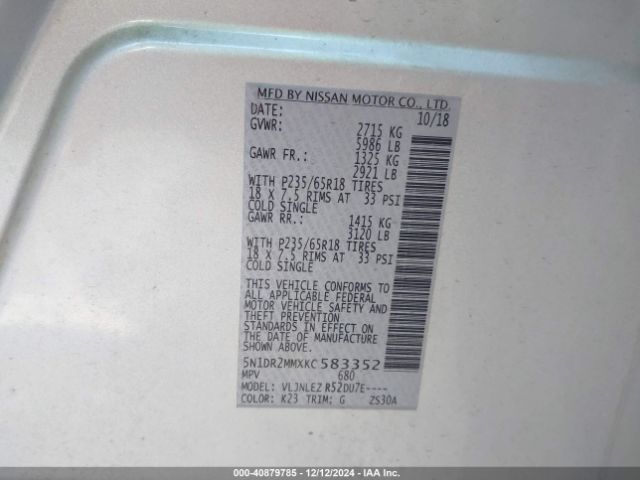 MFD BY NISSAN MOTOR CO., LTD.
DATE: 10/18
GVWR: 2715 KG
5986 LB
GAWR FR.: 1325 KG
2921 LB
WITH P235/65R18 TIRES
18 X 7.5 RIMS AT 33 PSI
COLD SINGLE
GAWR RR.: 1415 KG
3120 LB
WITH P235/65R18 TIRES
18 X 7.5 RIMS AT 33 PSI
COLD SINGLE
THIS VEHICLE CONFORMS TO
ALL APPLICABLE FEDERAL
MOTOR VEHICLE SAFETY AND
THEFT PREVENTION
STANDARDS IN EFFECT ON
THE DATE OF MANUFACTURE
SHOWN ABOVE.
5N1DR2MMXKC 583352
MPV 680
MODEL: VLJNLEZ R52DU7E----
COLOR: K23 TRIM: G ZS30A
000-40879785 - 12/12/2024 - IAA Inc.